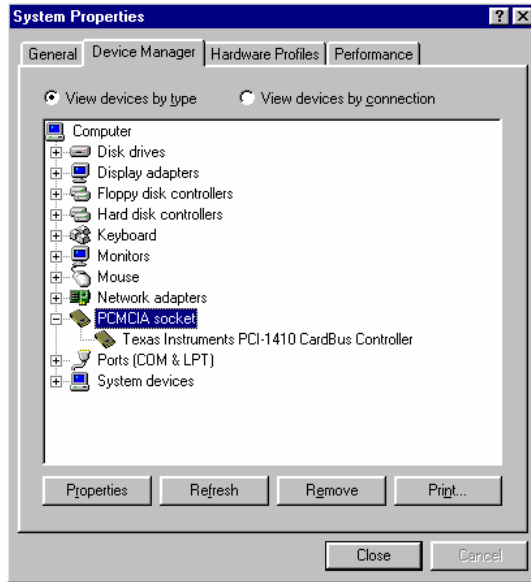 System Properties
General Device Manager Hardware Profiles Performance
View devices by type View devices by connection
Computer
Disk drives
Display adapters
Floppy disk controllers
Hard disk controllers
Keyboard
Monitors
Mouse
Network adapters
PCMCIA socket
Texas Instruments PCI-1410 CardBus Controller
Ports (COM & LPT)
System devices
Properties Refresh Remove Print...
Close Cancel